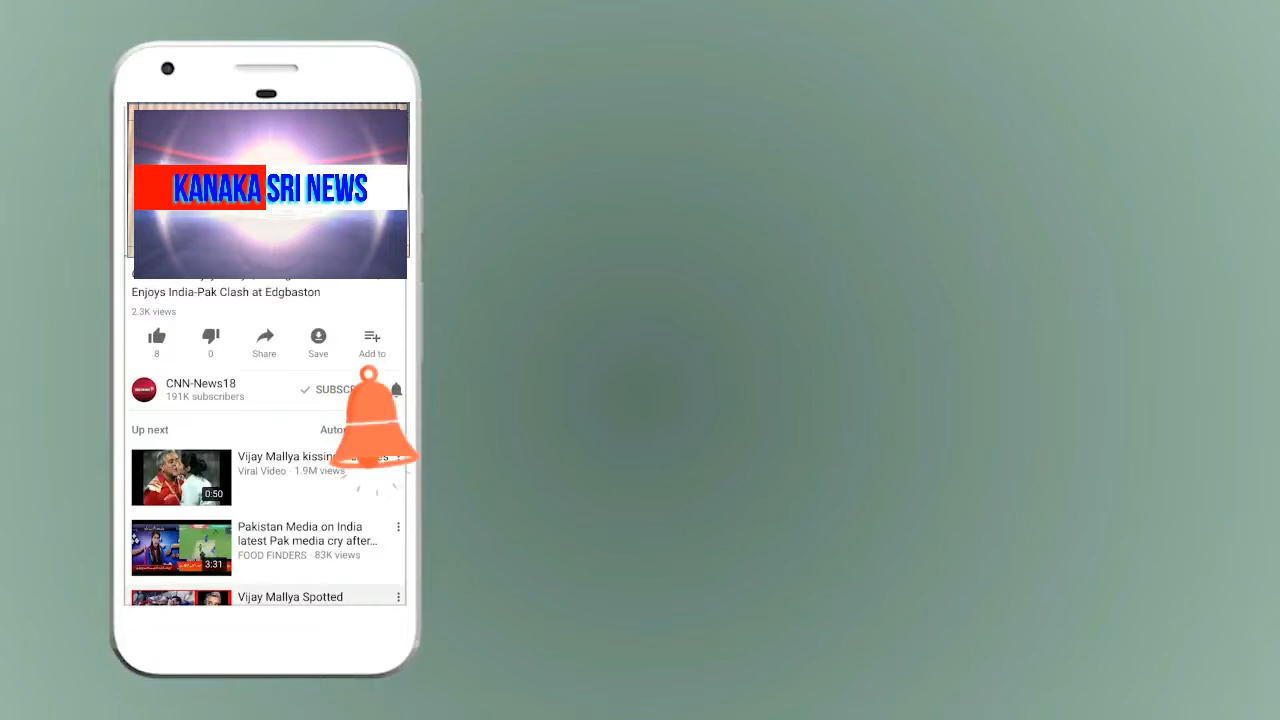 KANAKA SRI NEWS
Enjoys India-Pak Clash at Edgbaston
2.3K views
8
0
Share
Save
Add to
CNN-News18
191K subscribers
Up next
Vijay Mallya
Viral Video · 1.9M views
0:50
Pakistan Media on India
latest Pak media cry after...
FOOD FINDERS · 83K views
3:31
Vijay Mallya Spotted